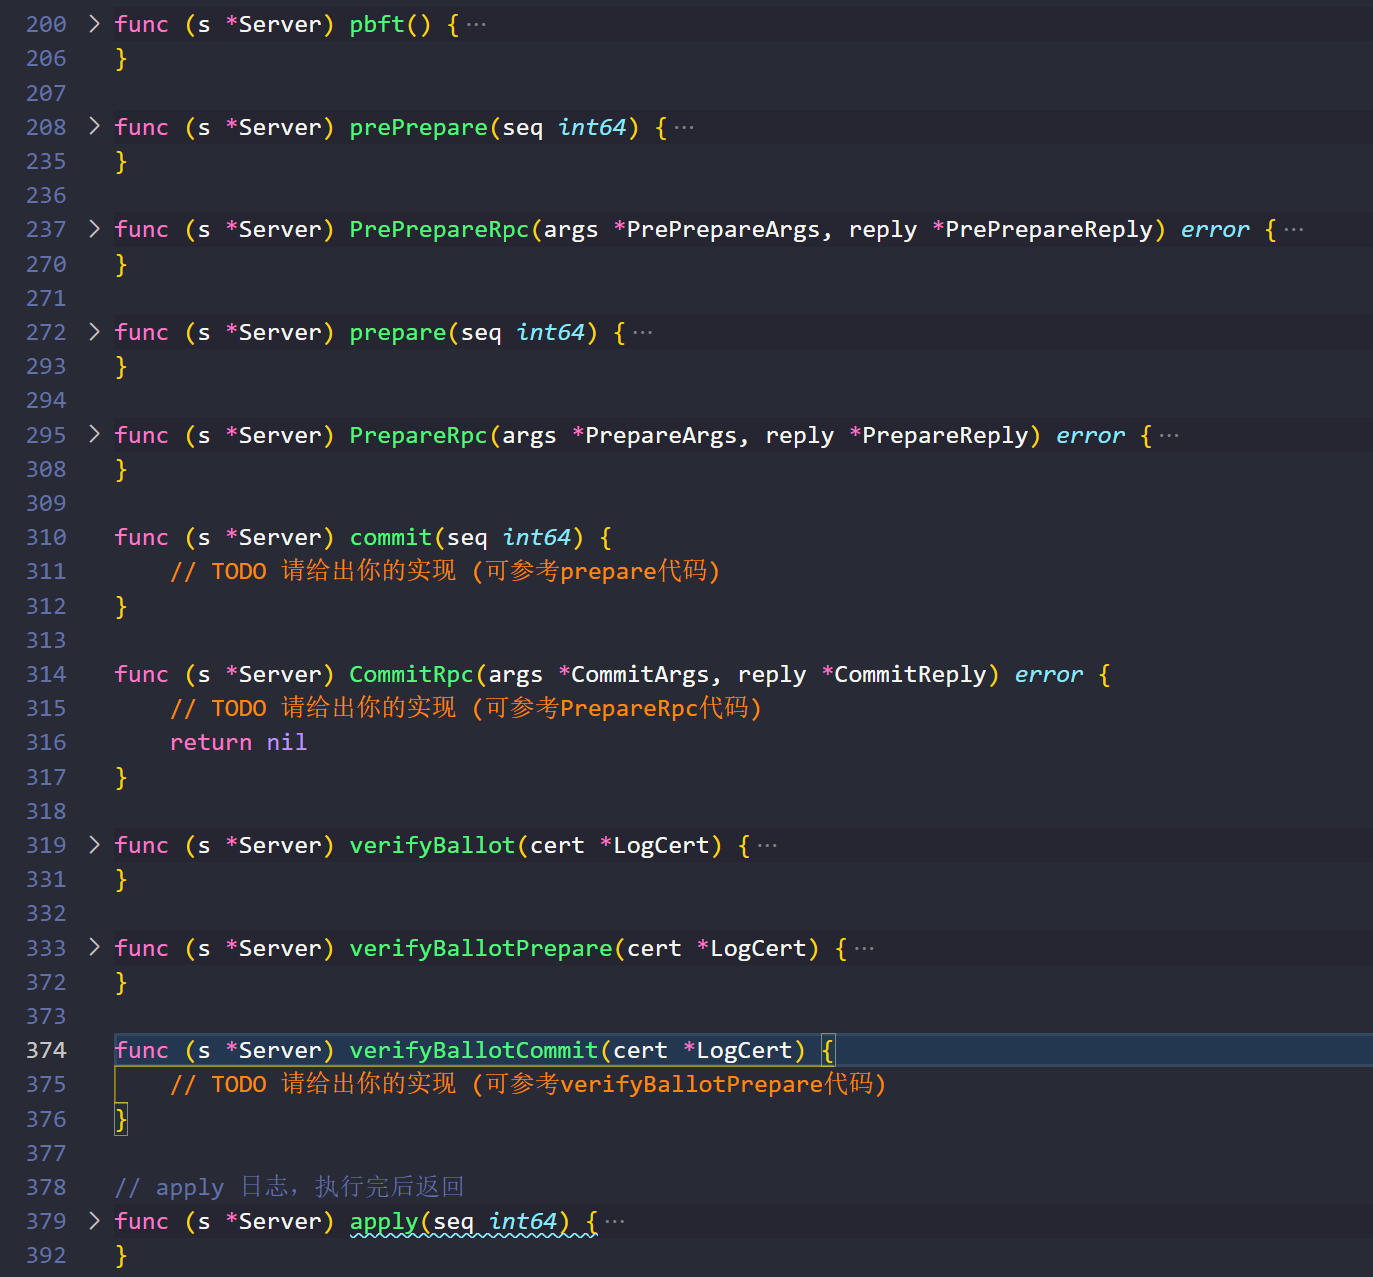 200 > func (s *Server) pbft() { ···
206 }
207
208 > func (s *Server) prePrepare(seq int64) { ···
235 }
236
237 > func (s *Server) PrePrepareRpc(args *PrePrepareArgs, reply *PrePrepareReply) error { ···
270 }
271
272 > func (s *Server) prepare(seq int64) { ···
293 }
294
295 > func (s *Server) PrepareRpc(args *PrepareArgs, reply *PrepareReply) error { ···
308 }
309
310 func (s *Server) commit(seq int64) {
311 // TODO 请给出你的实现 (可参考prepare代码)
312 }
313
314 func (s *Server) CommitRpc(args *CommitArgs, reply *CommitReply) error {
315 // TODO 请给出你的实现 (可参考PrepareRpc代码)
316 return nil
317 }
318
319 > func (s *Server) verifyBallot(cert *LogCert) { ···
331 }
332
333 > func (s *Server) verifyBallotPrepare(cert *LogCert) { ···
372 }
373
374 func (s *Server) verifyBallotCommit(cert *LogCert) {
375 // TODO 请给出你的实现 (可参考verifyBallotPrepare代码)
376 }
377
378 // apply 日志，执行完后返回
379 > func (s *Server) apply(seq int64) { ···
392 }